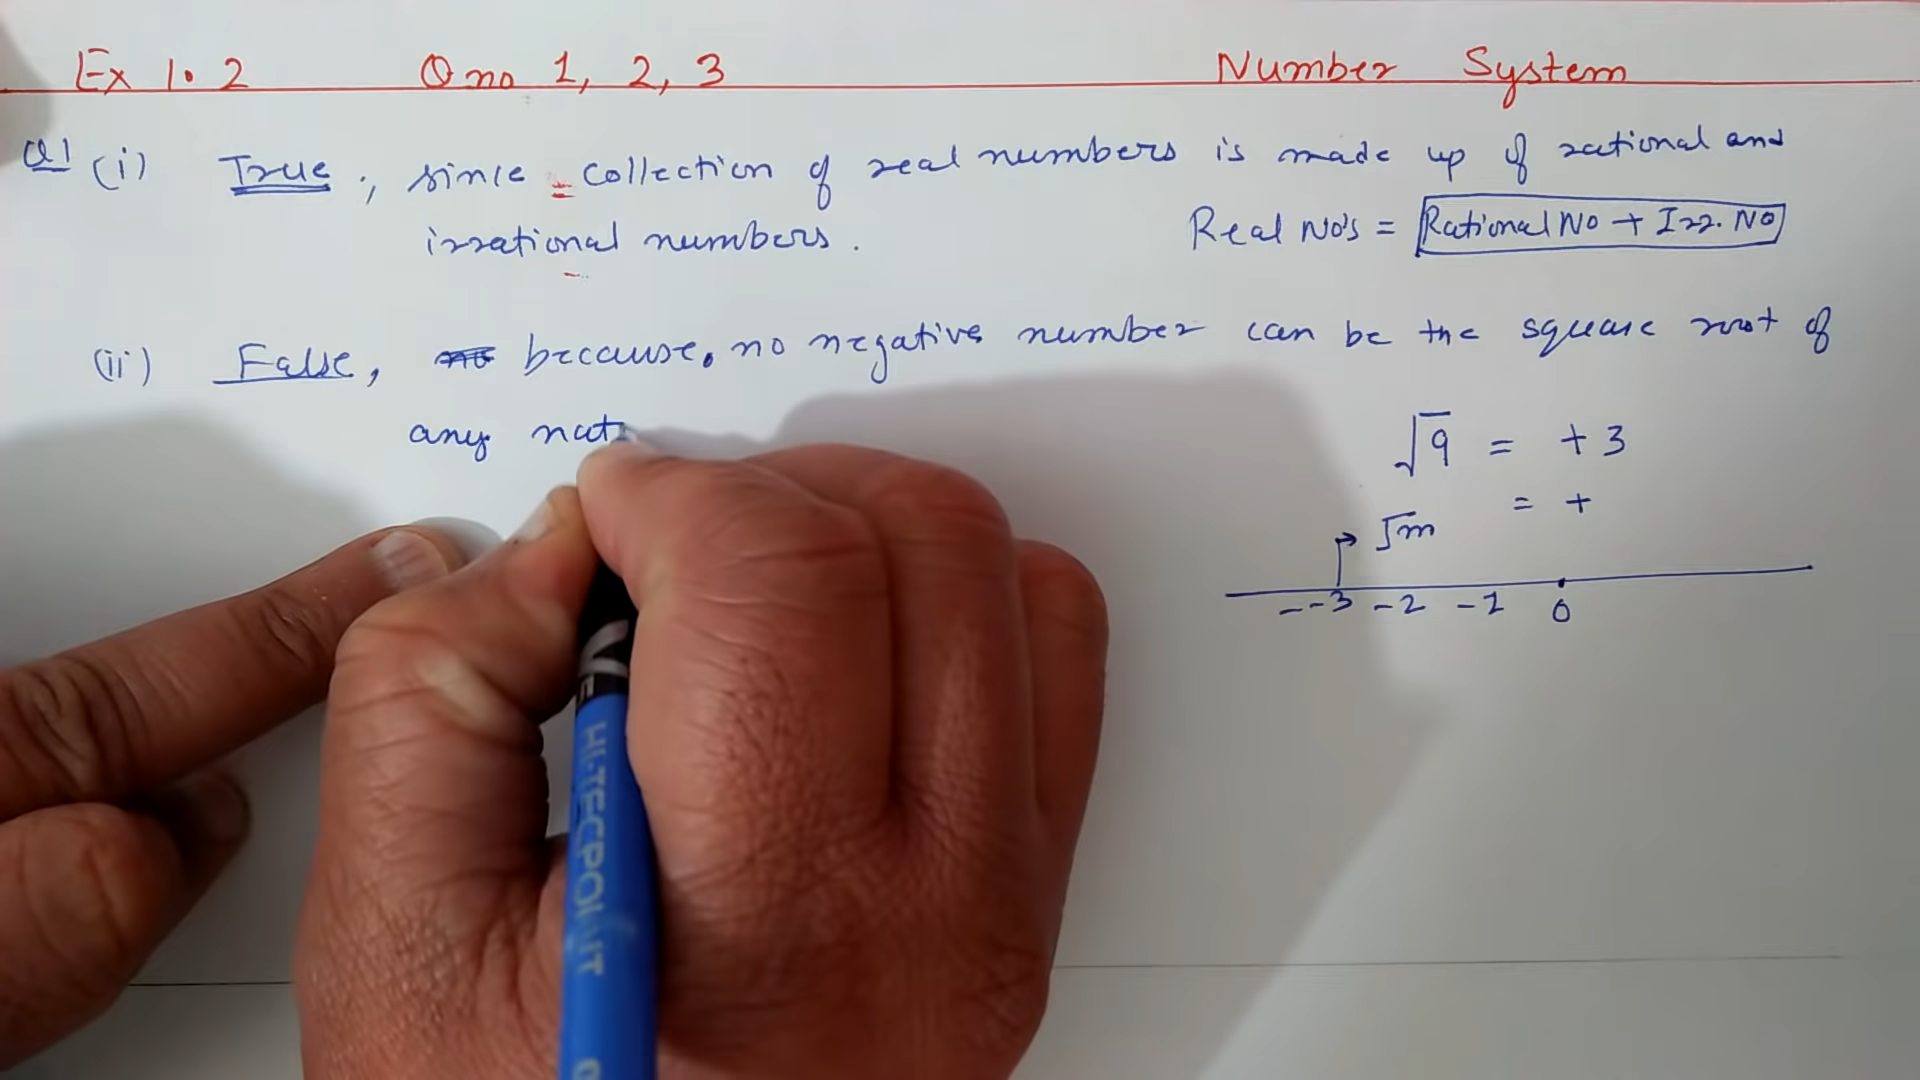 Ex 1.2 Q no 1, 2, 3 Number System
Q1 (i) True, since collection of real numbers is made up of rational and
irrational numbers.
Real No's = Rational No + Irr. No
(ii) False, because no negative number can be the square root of
any nat
√9 = +3
= +
√m
--3 -2 -1 0
V5
HI-TECPOINT